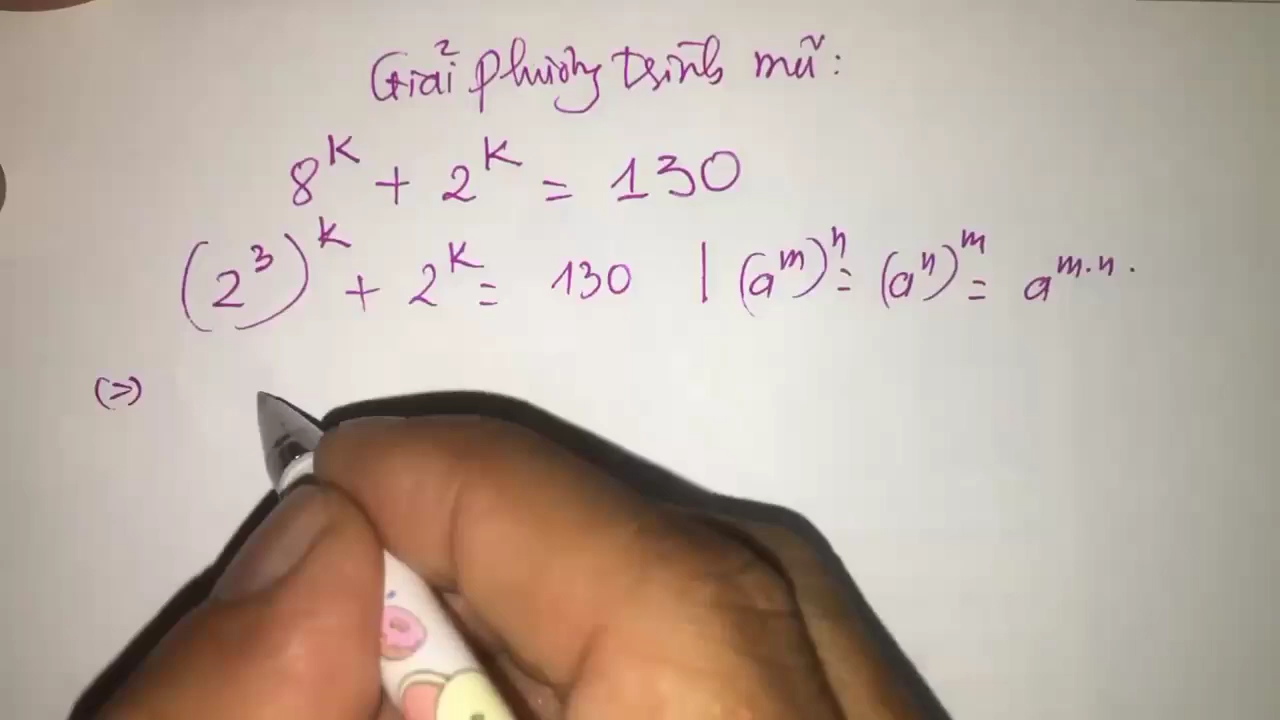 Giải phương trình mũ:
8^k + 2^k = 130
(2^3)^k + 2^k = 130 | (a^m)^n = (a^n)^m = a^{m.n}.
(=)